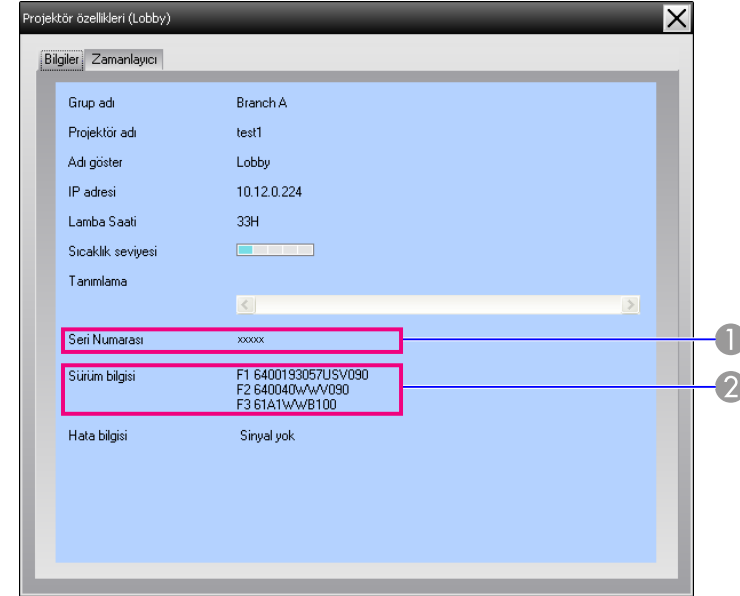 Projektör özellikleri (Lobby)
Bilgiler Zamanlayıcı
Grup adı Branch A
Projektör adı test1
Adı göster Lobby
IP adresi 10.12.0.224
Lamba Saati 33H
Sıcaklık seviyesi
Tanımlama
Seri Numarası xxxxx 1
Sürüm bilgisi F1 6400193057USV090 2
F2 640040WWV090
F3 61A1WWB100
Hata bilgisi Sinyal yok